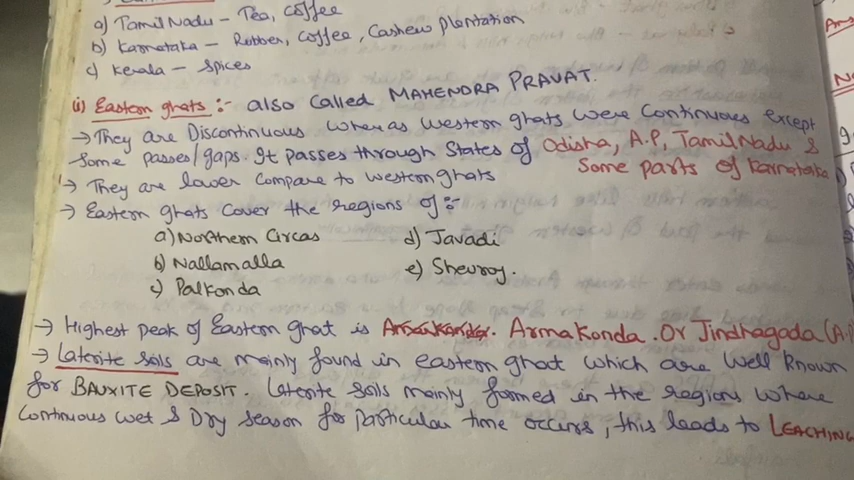 a) Tamil Nadu - Tea, Coffee
b) Karnataka - Rubber, Coffee, Cashew Plantation
c) Kerala - Spices
ii) Eastern ghats :- also called MAHENDRA PRAVAT.
→ They are Discontinuous wheras western ghats were continuous except
Some passes/gaps. It passes through States of Odisha, A.P, Tamil Nadu &
Some parts of Karnataka
→ They are lower compare to western ghats
→ Eastern ghats cover the regions of :-
a) Northern Circas
d) Javadi
b) Nallamalla
e) Shevroy.
c) Palkonda
→ Highest peak of Eastern ghat is Armakonda. Or Jindhagoda (A.
→ Laterite soils are mainly found in eastern ghat which are well known
for BAUXITE DEPOSIT. Laterite soils mainly formed in the regions where
Continuous wet & Dry season for particular time occurs, this leads to LEACHING